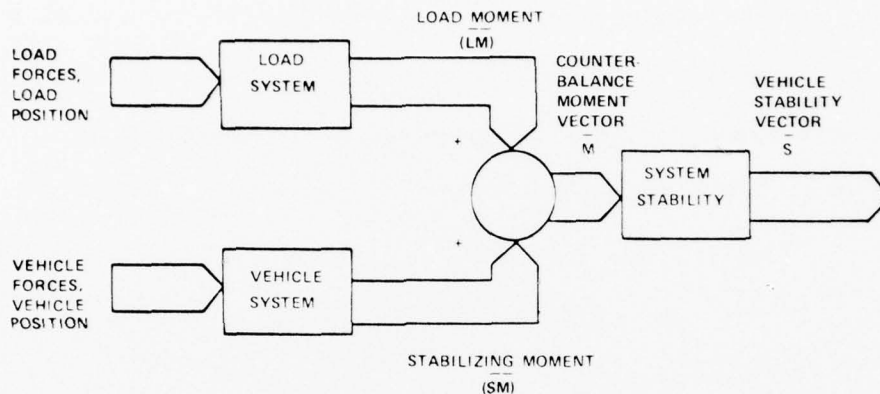 LOAD MOMENT
(LM)
LOAD
FORCES,
LOAD
POSITION
LOAD
SYSTEM
COUNTER-
BALANCE
MOMENT
VECTOR
M
VEHICLE
STABILITY
VECTOR
S
+
SYSTEM
STABILITY
+
VEHICLE
FORCES,
VEHICLE
POSITION
VEHICLE
SYSTEM
STABILIZING MOMENT
(SM)